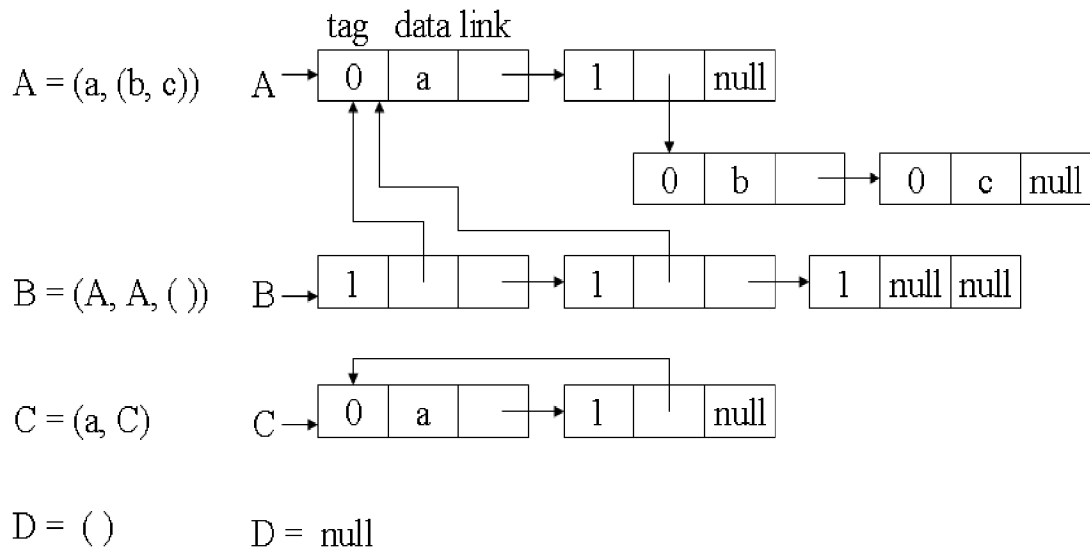 tag data link
A = (a, (b, c)) A 0 a 1 null
0 b 0 c null
B = (A, A, ( )) B 1 1 1 null null
C = (a, C) C 0 a 1 null
D = ( ) D = null